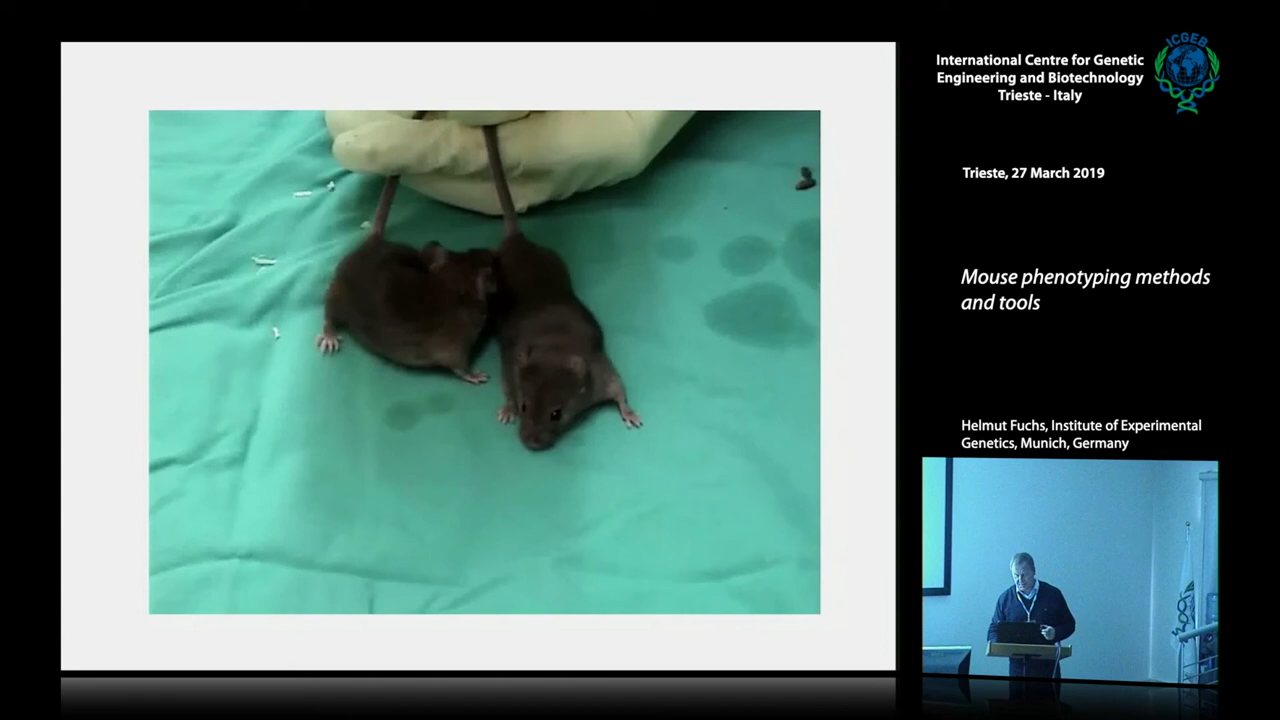 International Centre for Genetic
Engineering and Biotechnology
Trieste - Italy
ICGEB
Trieste, 27 March 2019
Mouse phenotyping methods
and tools
Helmut Fuchs, Institute of Experimental
Genetics, Munich, Germany